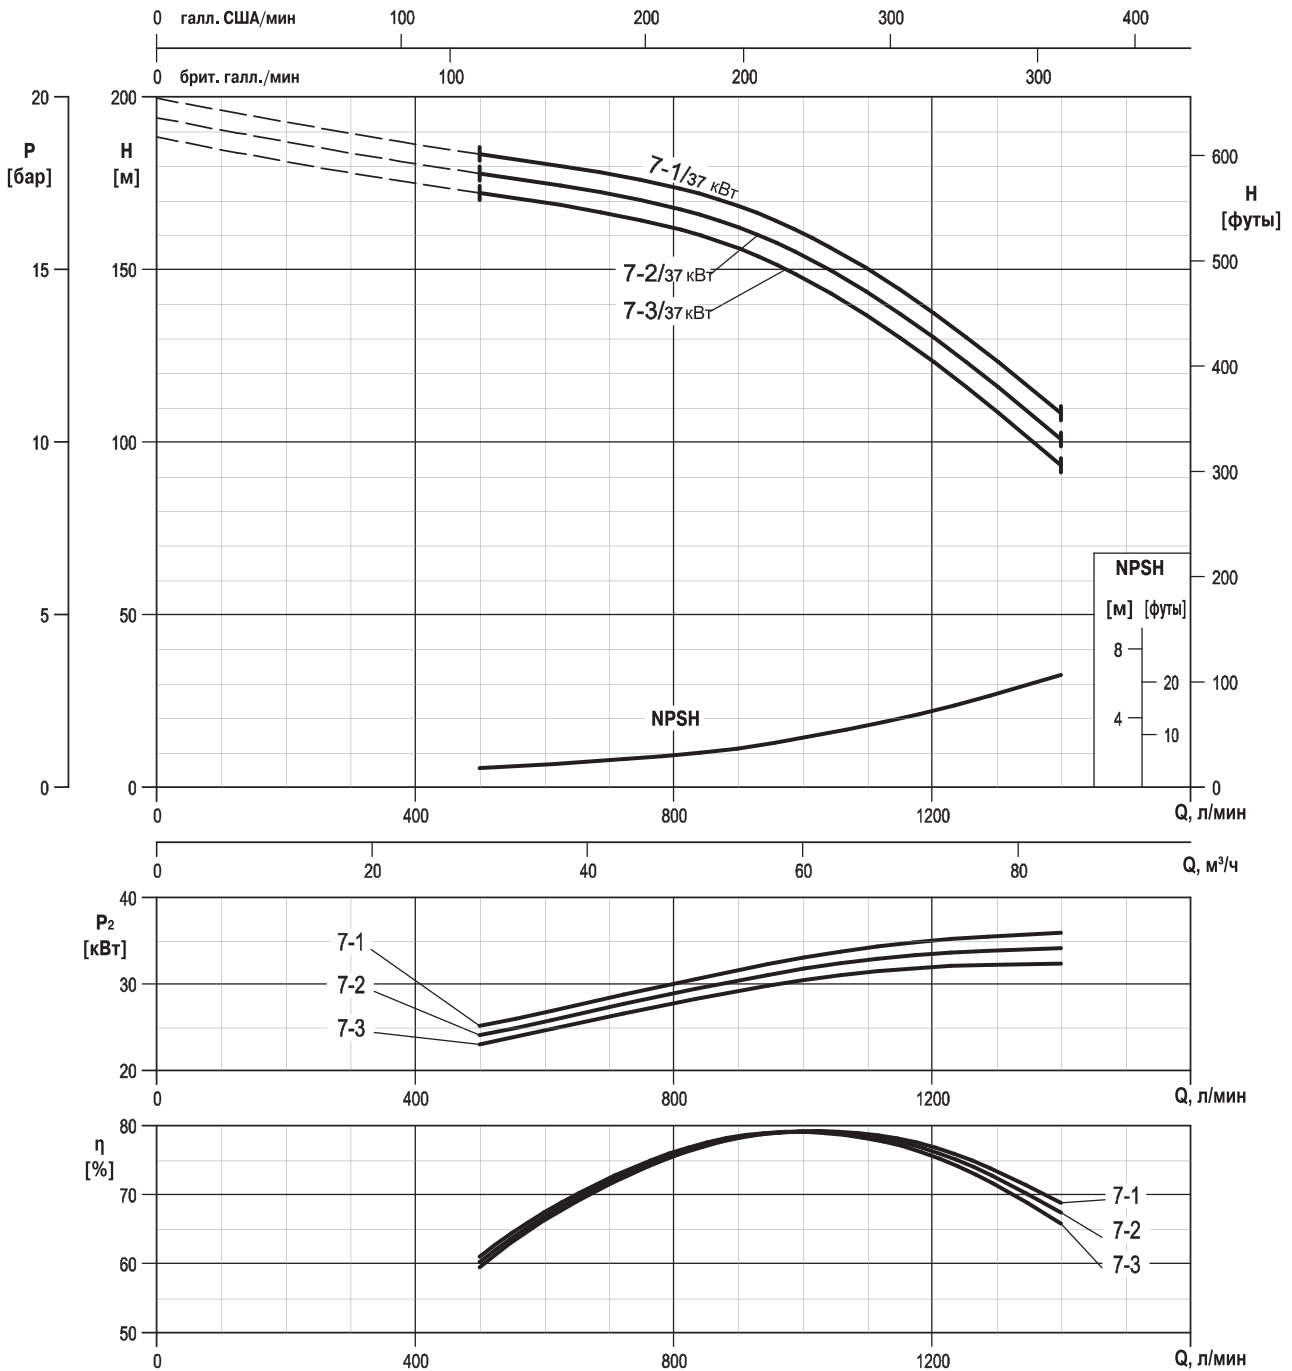 0 галл. США/мин 100 200 300 400
0 брит. галл./мин 100 200 300
20 200
P H
[бар] [м]
7-1/37 кВт
600
H
[футы]
15 150
7-2/37 кВт
500
7-3/37 кВт
400
10 100
300
NPSH
200
5 50
[м] [футы]
8
20
100
NPSH
4
10
0 0 0
0 400 800 1200 Q, л/мин
0 20 40 60 80 Q, м³/ч
40
P2
[кВт]
7-1
30
7-2
7-3
20
0 400 800 1200 Q, л/мин
80
η
[%]
70
7-1
7-2
60
7-3
50
0 400 800 1200 Q, л/мин